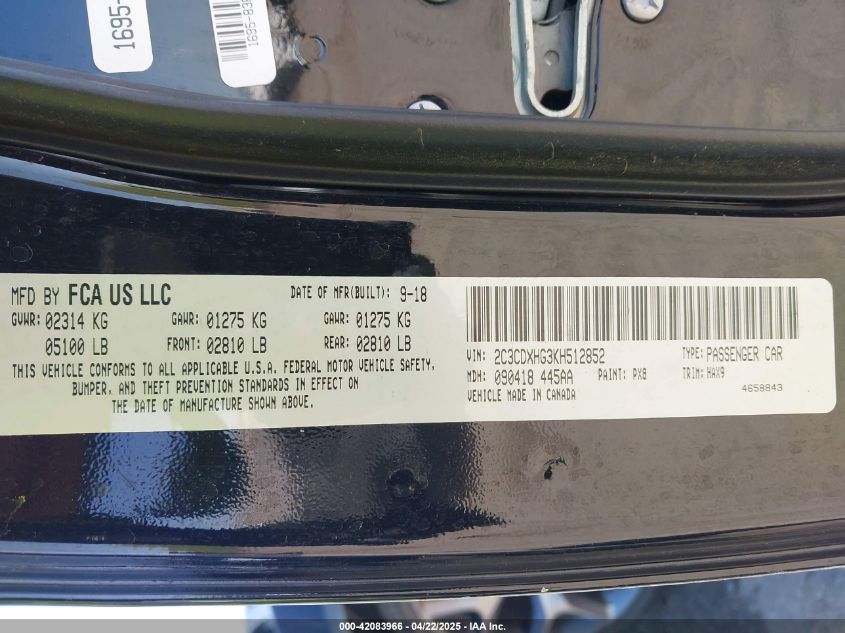 1695-
1695-838
MFD BY FCA US LLC DATE OF MFR(BUILT): 9-18
GVWR: 02314 KG GAWR: 01275 KG GAWR: 01275 KG
05100 LB FRONT: 02810 LB REAR: 02810 LB
THIS VEHICLE CONFORMS TO ALL APPLICABLE U.S.A. FEDERAL MOTOR VEHICLE SAFETY,
BUMPER, AND THEFT PREVENTION STANDARDS IN EFFECT ON
THE DATE OF MANUFACTURE SHOWN ABOVE.
VIN: 2C3CDXHG3KH512852 TYPE: PASSENGER CAR
MDH: 090418 445AA PAINT: PX8 TRIM: HAX9
VEHICLE MADE IN CANADA 4658843
000-42083966 - 04/22/2025 - IAA Corp.